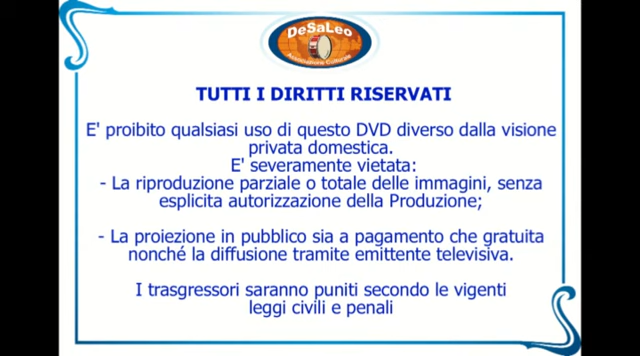 DeSaLeo
Associazione Culturale
TUTTI I DIRITTI RISERVATI
E' proibito qualsiasi uso di questo DVD diverso dalla visione
privata domestica.
E' severamente vietata:
- La riproduzione parziale o totale delle immagini, senza
esplicita autorizzazione della Produzione;
- La proiezione in pubblico sia a pagamento che gratuita
nonché la diffusione tramite emittente televisiva.
I trasgressori saranno puniti secondo le vigenti
leggi civili e penali